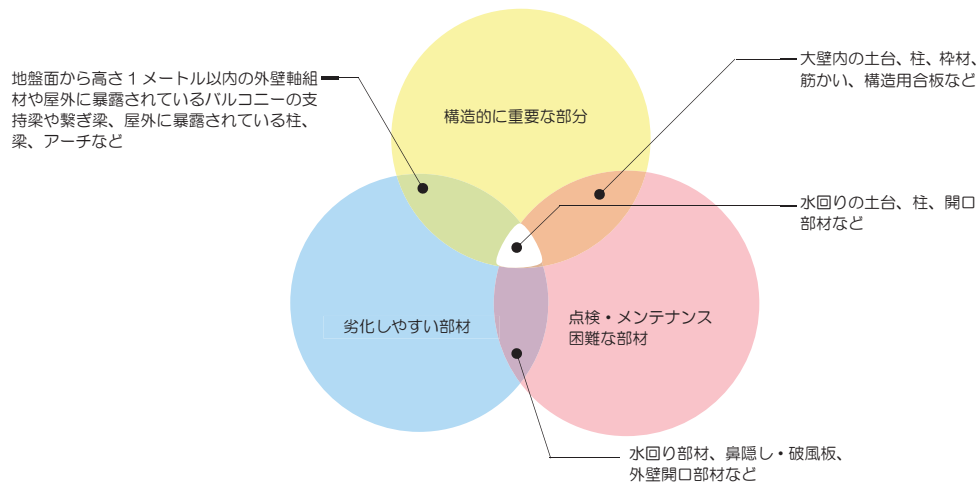 地盤面から高さ１メートル以内の外壁軸組
材や屋外に暴露されているバルコニーの支
持梁や繋ぎ梁、屋外に暴露されている柱、
梁、アーチなど
構造的に重要な部分
大壁内の土台、柱、枠材、
筋かい、構造用合板など
水回りの土台、柱、開口
部材など
劣化しやすい部材
点検・メンテナンス
困難な部材
水回り部材、鼻隠し・破風板、
外壁開口部材など